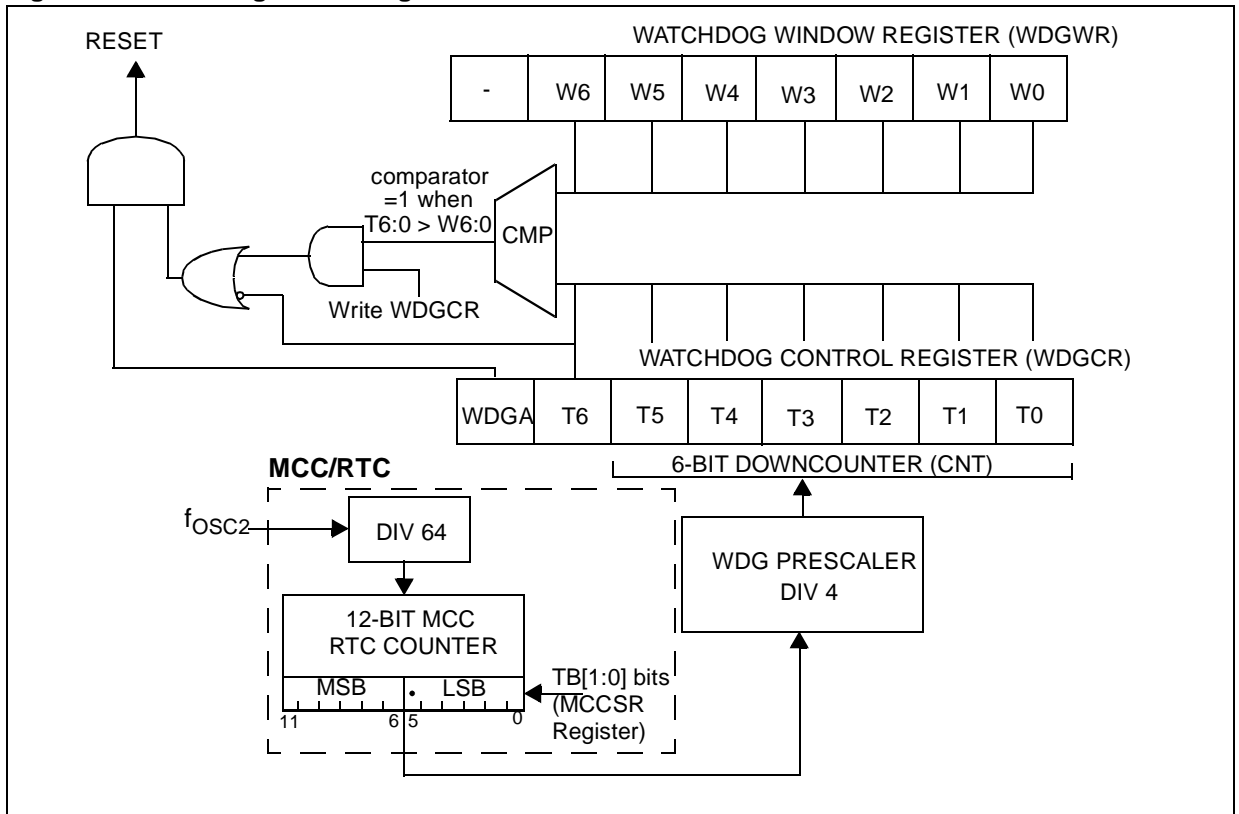 RESET
WATCHDOG WINDOW REGISTER (WDGWR)
- W6 W5 W4 W3 W2 W1 W0
comparator
=1 when
T6:0 > W6:0
CMP
Write WDGCR
WATCHDOG CONTROL REGISTER (WDGCR)
WDGA T6 T5 T4 T3 T2 T1 T0
6-BIT DOWNCOUNTER (CNT)
MCC/RTC
fOSC2
DIV 64
WDG PRESCALER
DIV 4
12-BIT MCC
RTC COUNTER
MSB LSB
11 6 5 0
TB[1:0] bits
(MCCSR
Register)